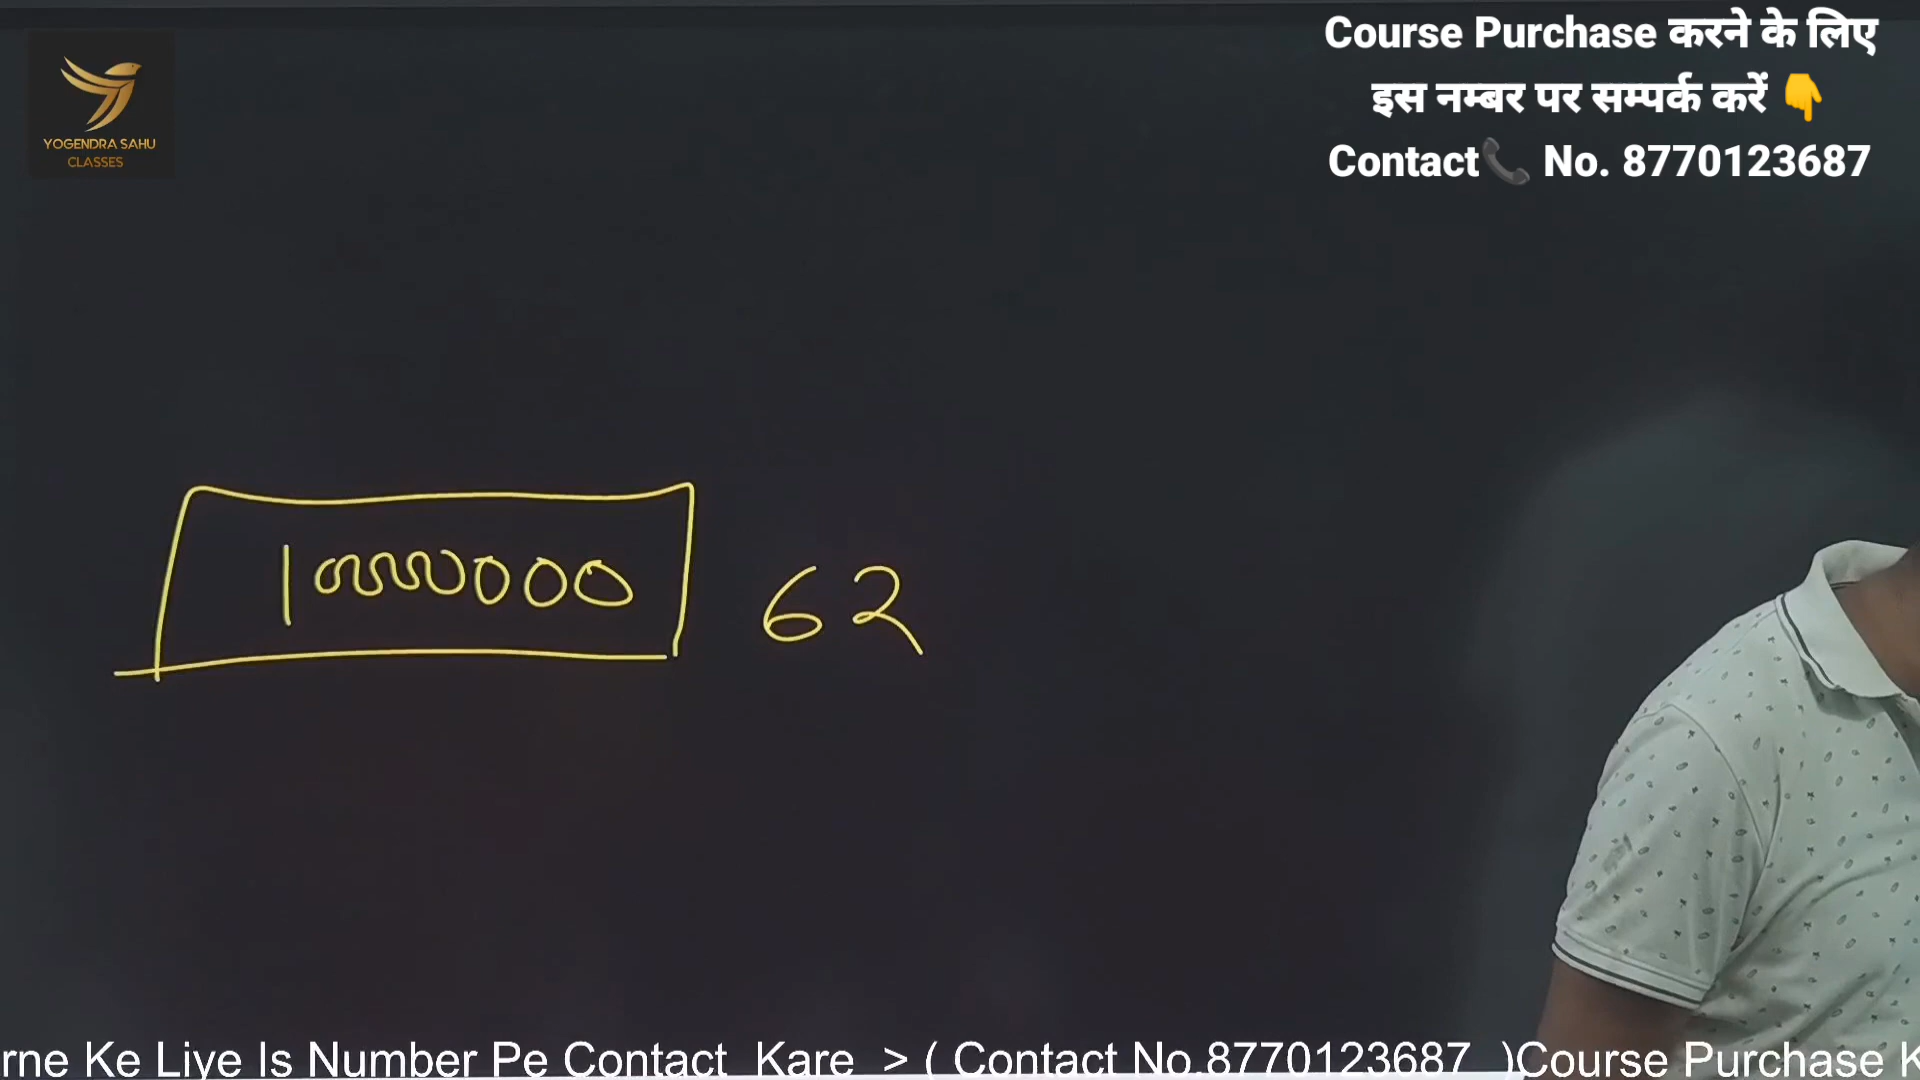 Course Purchase करने के लिए
इस नम्बर पर सम्पर्क करें 👇
Contact📞 No. 8770123687
YOGENDRA SAHU
CLASSES
62
rne Ke Liye Is Number Pe Contact Kare > ( Contact No.8770123687 )Course Purchase K